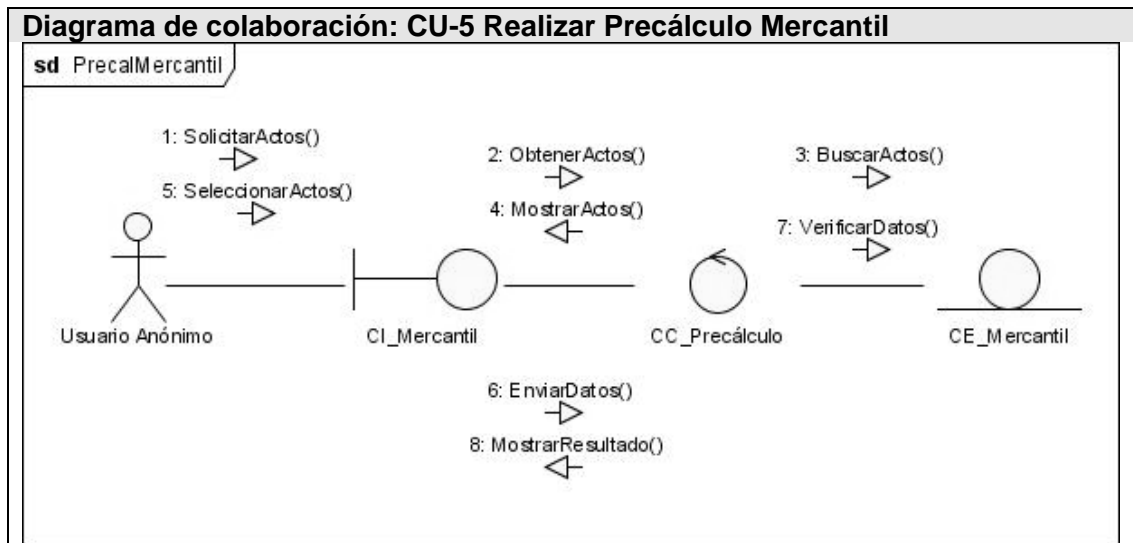 Diagrama de colaboración: CU-5 Realizar Precálculo Mercantil
sd PrecalMercantil
1: SolicitarActos()
2: ObtenerActos()
3: BuscarActos()
5: SeleccionarActos()
4: MostrarActos()
7: VerificarDatos()
Usuario Anónimo
CI_Mercantil
CC_Precálculo
CE_Mercantil
6: EnviarDatos()
8: MostrarResultado()